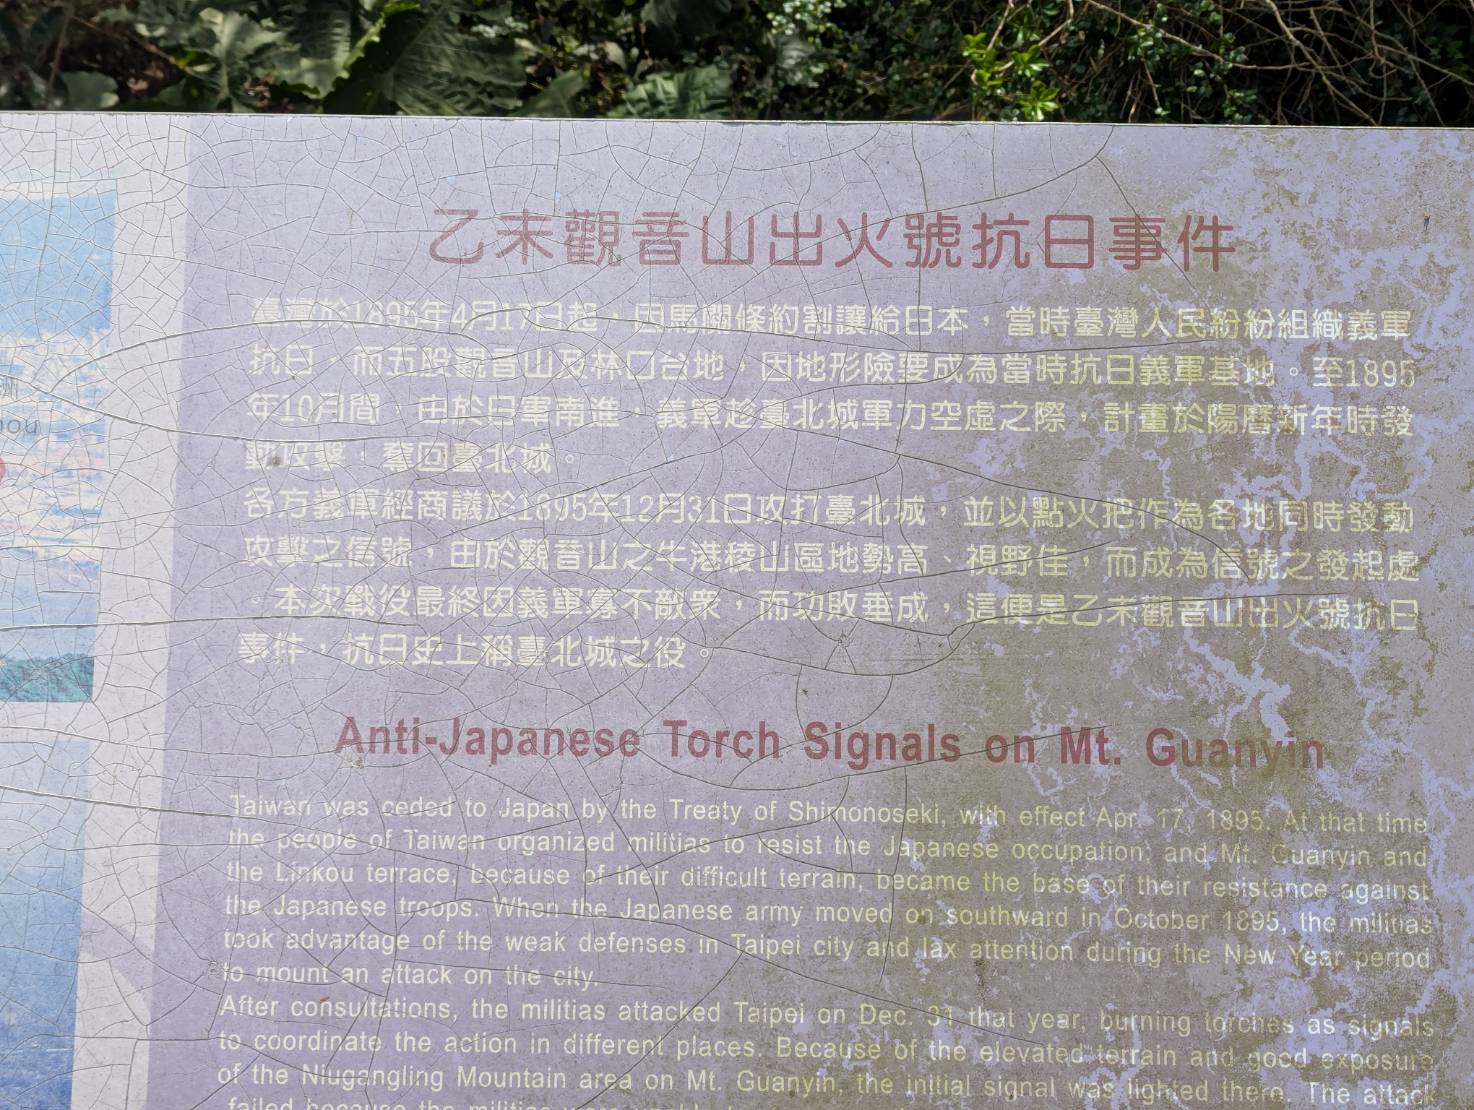 乙未觀音山出火號抗日事件
臺灣於1895年4月17日起，因馬關條約割讓給日本，當時臺灣人民紛紛組織義軍
抗日，而五股觀音山及林口台地，因地形險要成為當時抗日義軍基地。至1895
年10月間，由於日軍南進，義軍趁臺北城軍力空虛之際，計畫於陽曆新年時發
動攻擊，奪回臺北城。
各方義軍經商議於1895年12月31日攻打臺北城，並以點火把作為各地同時發動
攻擊之信號，由於觀音山之牛港稜山區地勢高、視野佳，而成為信號之發起處
。本次戰役最終因義軍寡不敵眾，而功敗垂成，這便是乙未觀音山出火號抗日
事件，抗日史上稱臺北城之役。
Anti-Japanese Torch Signals on Mt. Guanyin
Taiwan was ceded to Japan by the Treaty of Shimonoseki, with effect Apr. 17, 1895. At that time
the people of Taiwan organized militias to resist the Japanese occupation; and Mt. Guanyin and
the Linkou terrace, because of their difficult terrain, became the base of their resistance against
the Japanese troops. When the Japanese army moved on southward in October 1895, the militias
took advantage of the weak defenses in Taipei city and lax attention during the New Year period
to mount an attack on the city.
After consultations, the militias attacked Taipei on Dec. 31 that year, burning torches as signals
to coordinate the action in different places. Because of the elevated terrain and good exposure
of the Niugangling Mountain area on Mt. Guanyin, the initial signal was lighted there. The attack
failed because the militias were